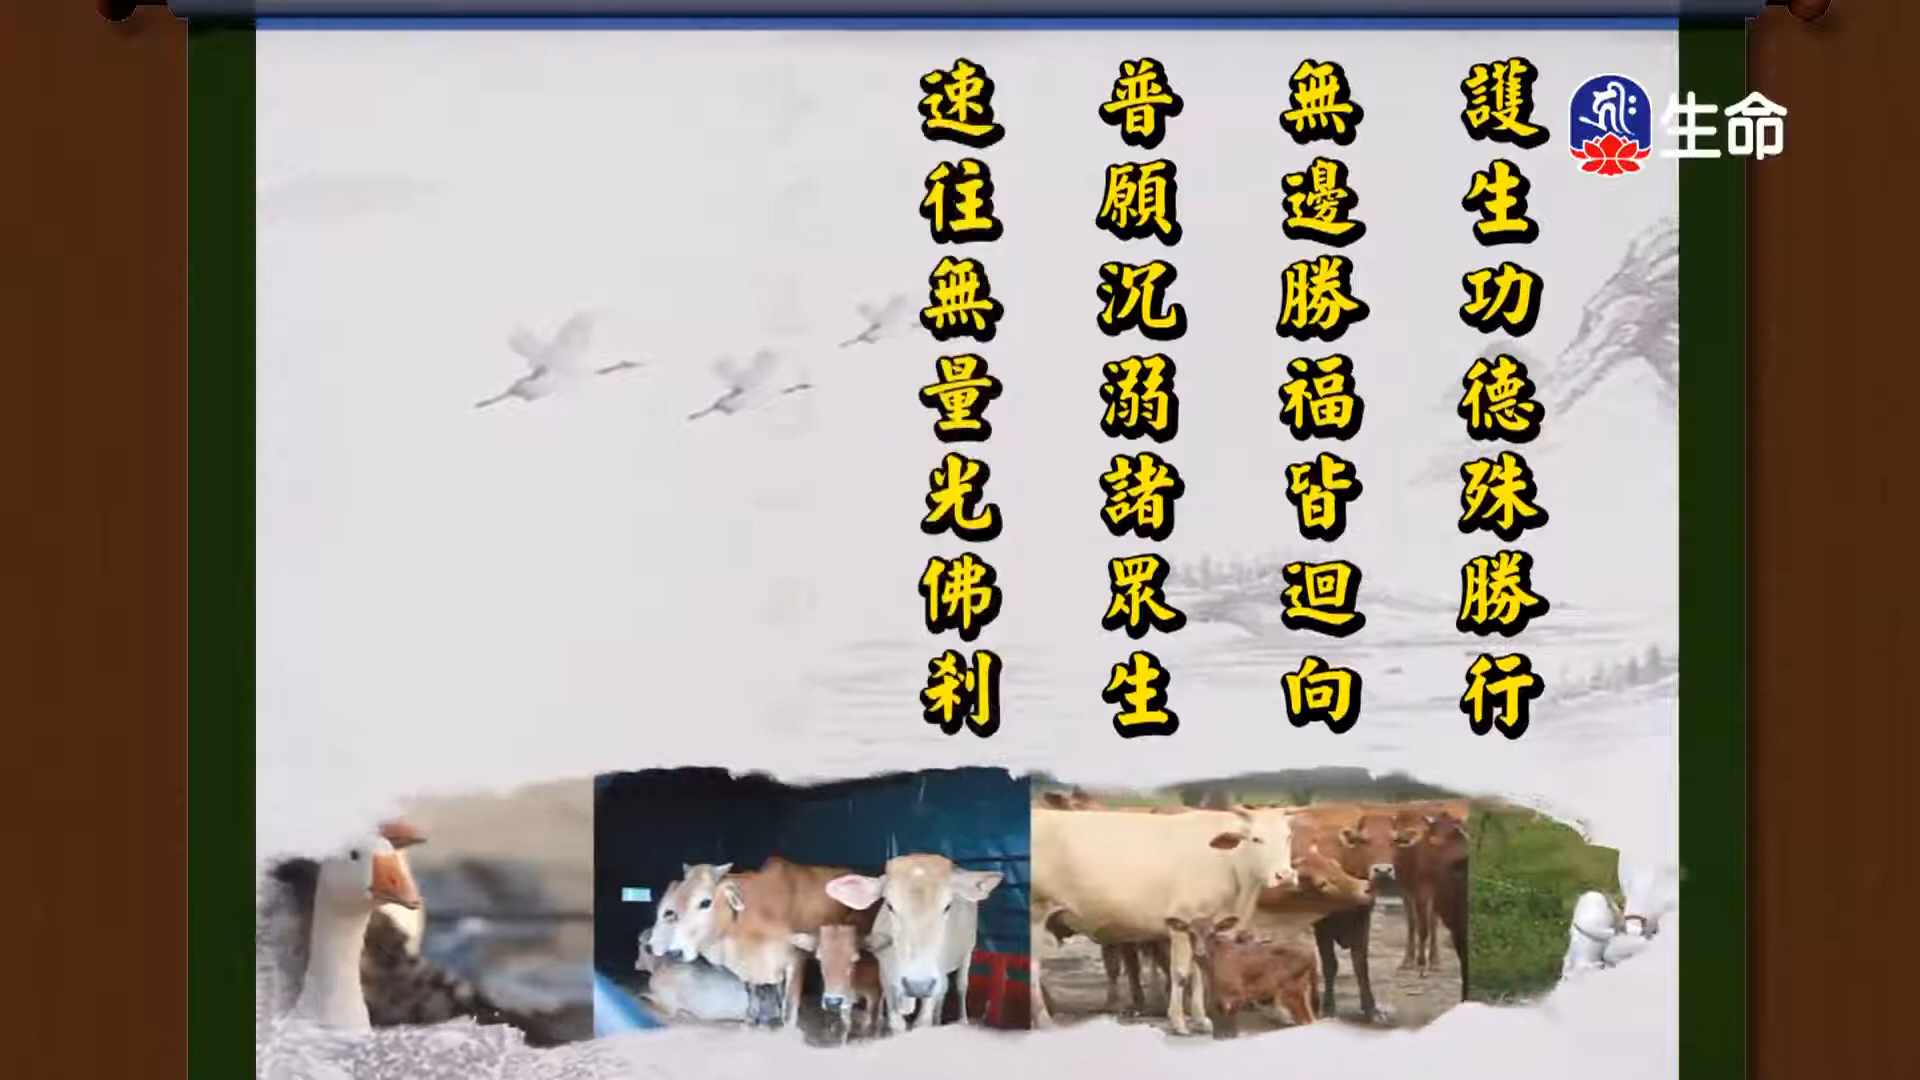 護生功德殊勝行
無邊勝福皆迴向
普願沉溺諸眾生
速往無量光佛剎
生命